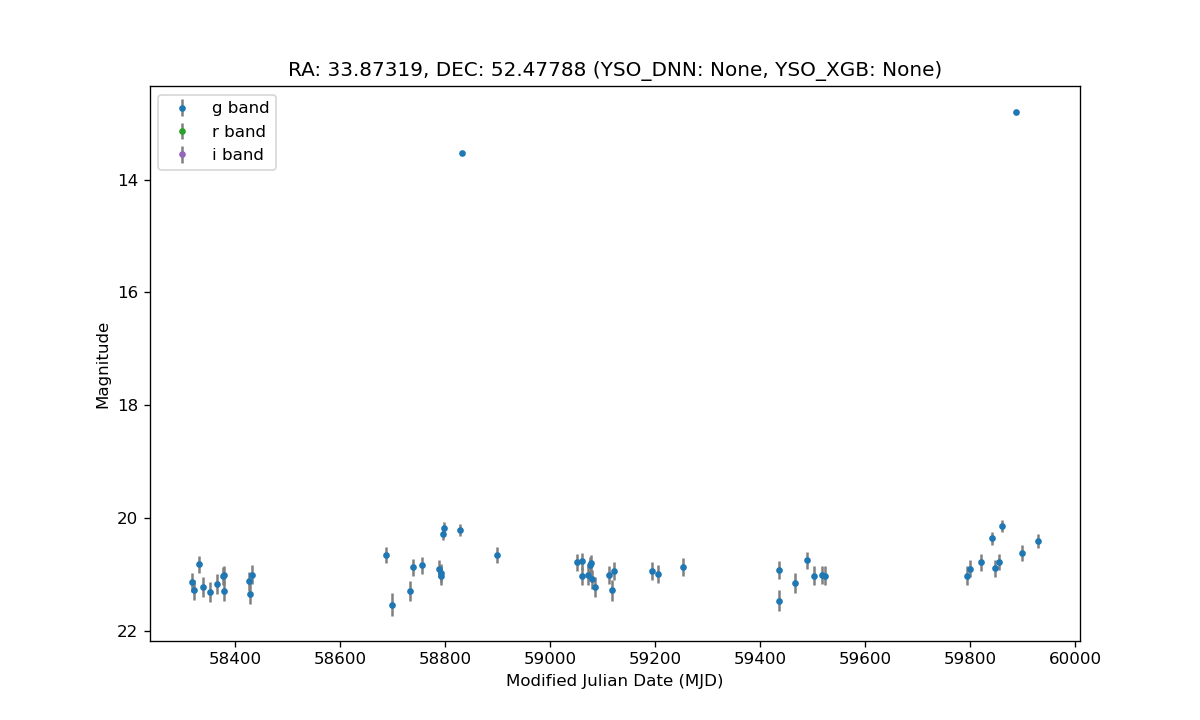 RA: 33.87319, DEC: 52.47788 (YSO_DNN: None, YSO_XGB: None)
g band
r band
i band
14
16
18
20
22
Magnitude
58400 58600 58800 59000 59200 59400 59600 59800 60000
Modified Julian Date (MJD)